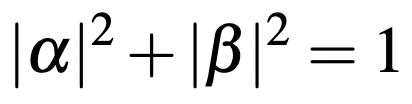 |α|² + |β|² = 1